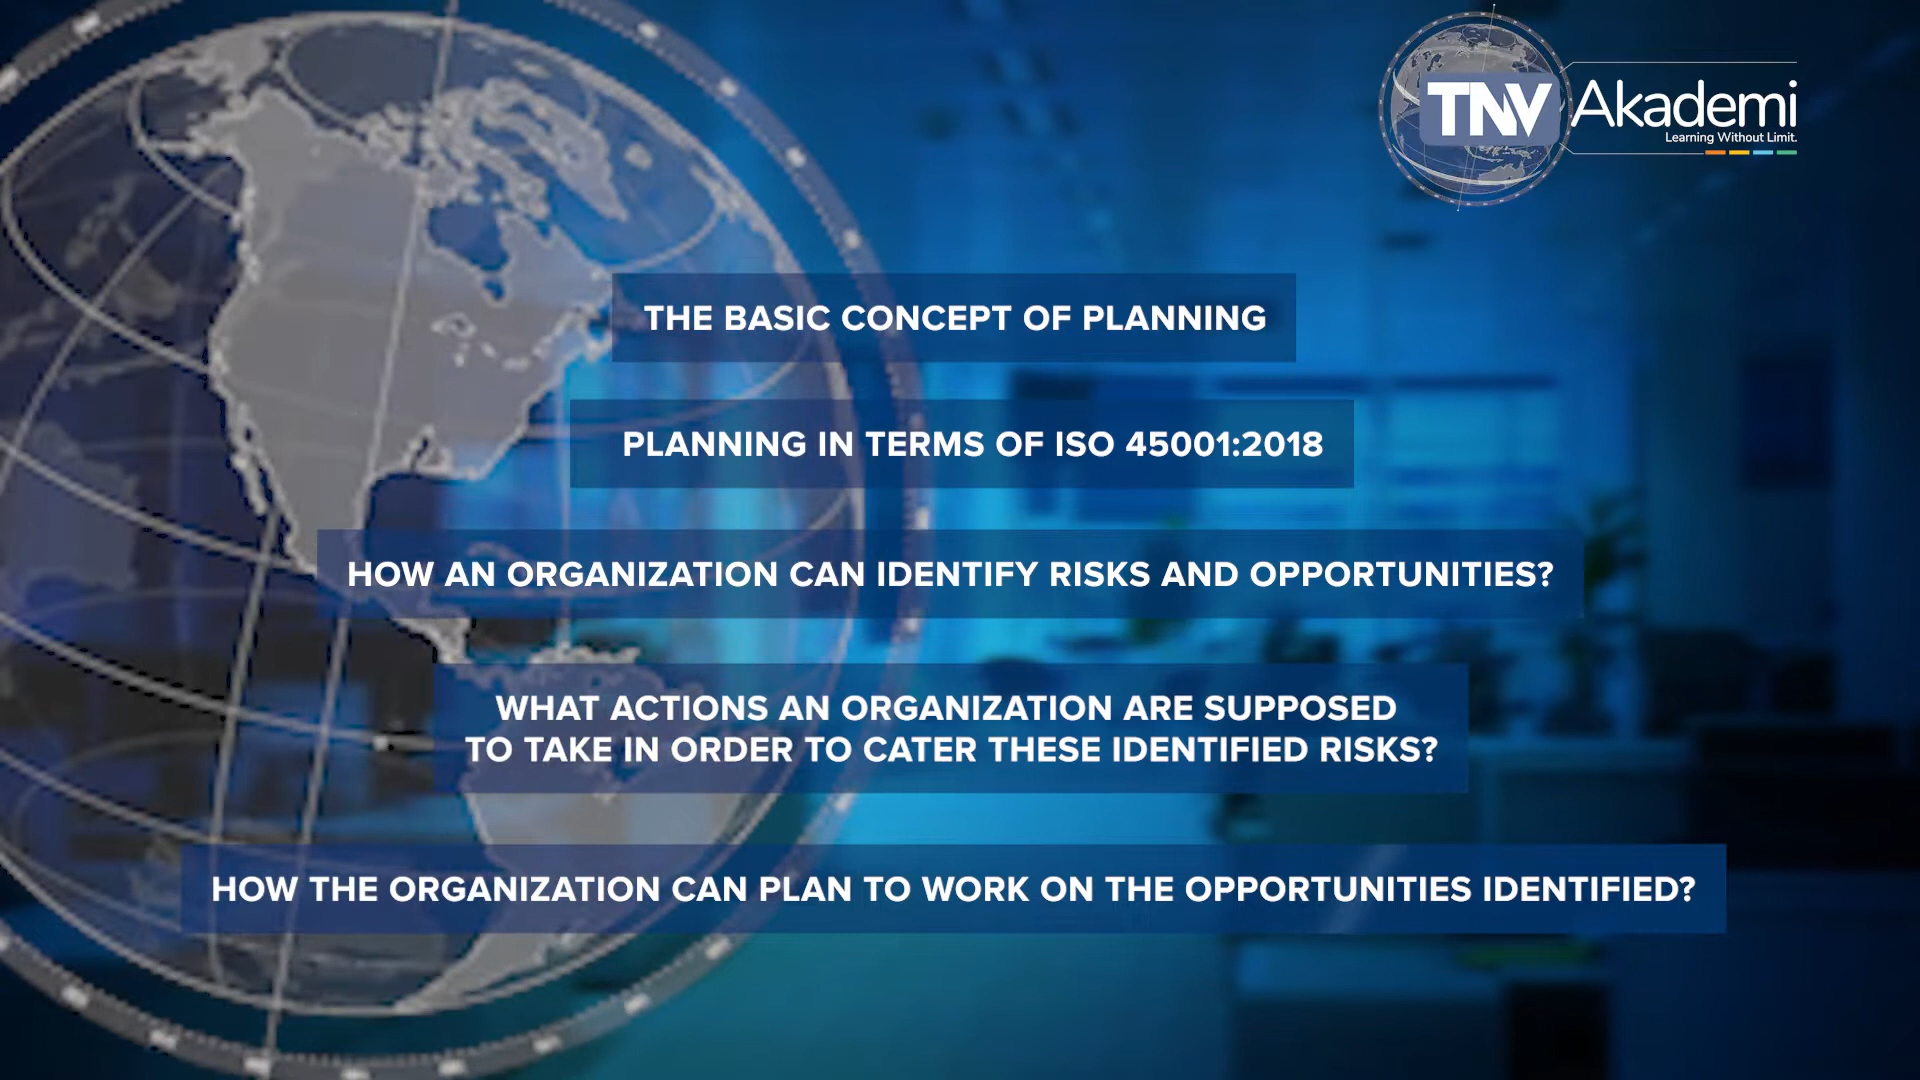 TNV Akademi
Learning Without Limit.
THE BASIC CONCEPT OF PLANNING
PLANNING IN TERMS OF ISO 45001:2018
HOW AN ORGANIZATION CAN IDENTIFY RISKS AND OPPORTUNITIES?
WHAT ACTIONS AN ORGANIZATION ARE SUPPOSED
TO TAKE IN ORDER TO CATER THESE IDENTIFIED RISKS?
HOW THE ORGANIZATION CAN PLAN TO WORK ON THE OPPORTUNITIES IDENTIFIED?